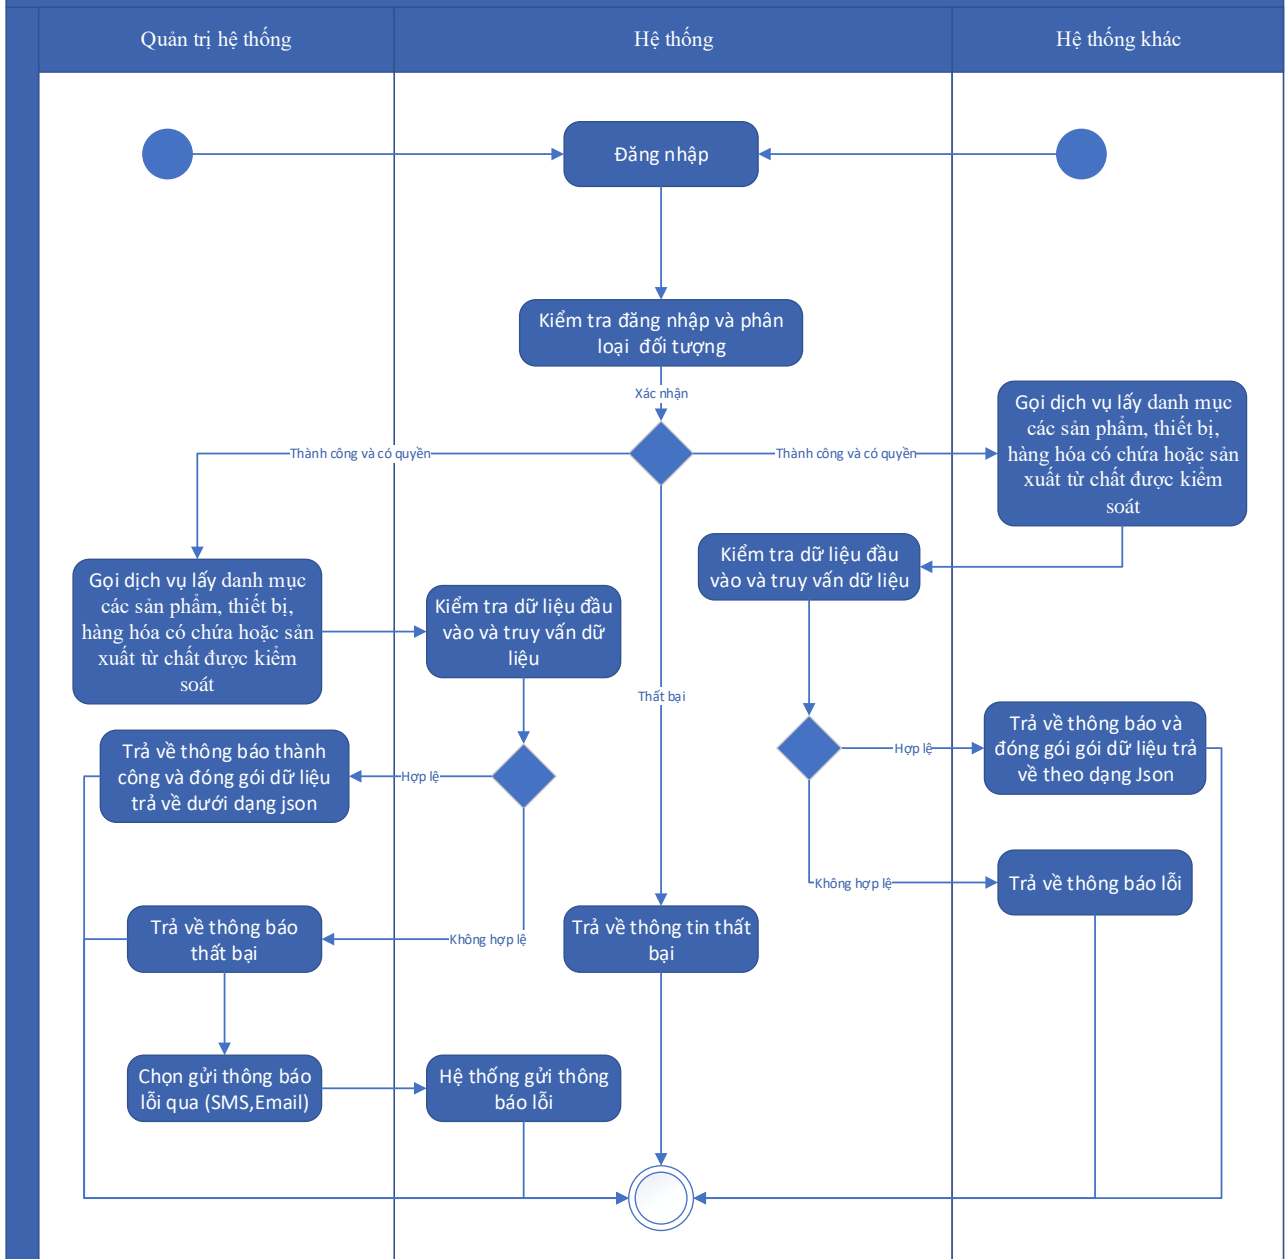 Quản trị hệ thống
Hệ thống
Hệ thống khác
Đăng nhập
Kiểm tra đăng nhập và phân
loại đối tượng
Xác nhận
Thành công và có quyền
Thành công và có quyền
Gọi dịch vụ lấy danh mục
các sản phẩm, thiết bị,
hàng hóa có chứa hoặc sản
xuất từ chất được kiểm
soát
Kiểm tra dữ liệu đầu
vào và truy vấn dữ liệu
Gọi dịch vụ lấy danh mục
các sản phẩm, thiết bị,
hàng hóa có chứa hoặc sản
xuất từ chất được kiểm
soát
Kiểm tra dữ liệu đầu
vào và truy vấn dữ
liệu
Thất bại
Trả về thông báo thành
công và đóng gói dữ liệu
trả về dưới dạng json
Hợp lệ
Hợp lệ
Trả về thông báo và
đóng gói gói dữ liệu trả
về theo dạng Json
Không hợp lệ
Trả về thông báo lỗi
Trả về thông báo
thất bại
Không hợp lệ
Trả về thông tin thất
bại
Chọn gửi thông báo
lỗi qua (SMS,Email)
Hệ thống gửi thông
báo lỗi